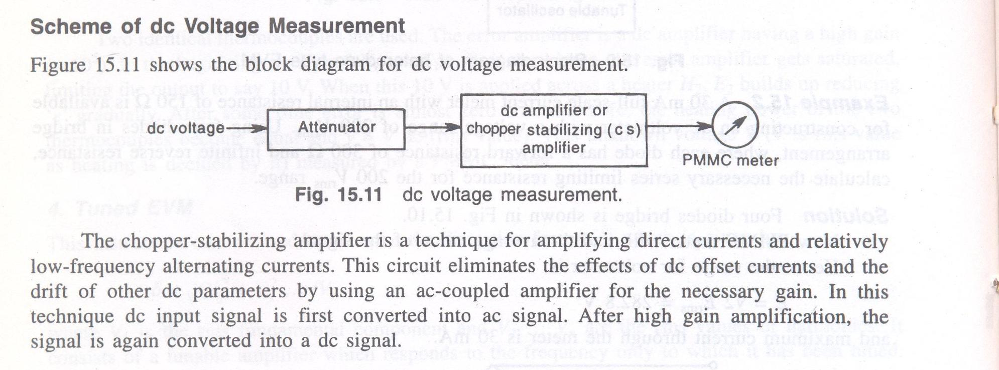 Scheme of dc Voltage Measurement
Figure 15.11 shows the block diagram for dc voltage measurement.
dc voltage
Attenuator
dc amplifier or
chopper stabilizing (c s)
amplifier
PMMC meter
Fig. 15.11 dc voltage measurement.
The chopper-stabilizing amplifier is a technique for amplifying direct currents and relatively
low-frequency alternating currents. This circuit eliminates the effects of dc offset currents and the
drift of other dc parameters by using an ac-coupled amplifier for the necessary gain. In this
technique dc input signal is first converted into ac signal. After high gain amplification, the
signal is again converted into a dc signal.